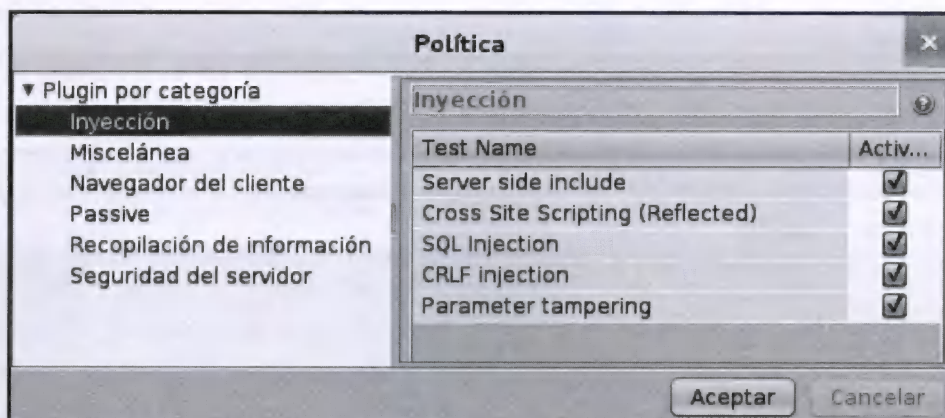 Política
Plugin por categoría
Inyección
Miscelánea
Navegador del cliente
Passive
Recopilación de información
Seguridad del servidor
Inyección
Test Name Activ...
Server side include
Cross Site Scripting (Reflected)
SQL Injection
CRLF injection
Parameter tampering
Aceptar Cancelar